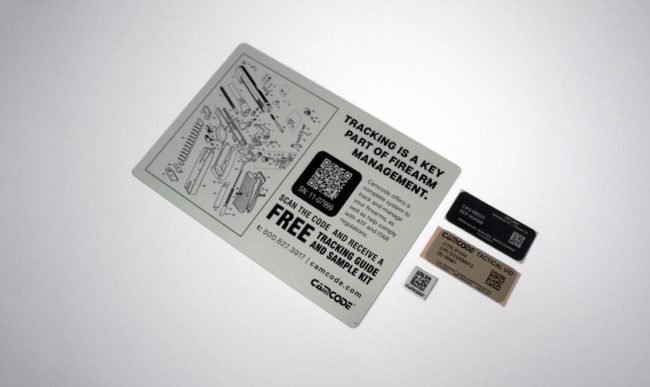 TRACKING IS A KEY
PART OF FIREARM
MANAGEMENT.
Camcode offers a
complete system to
track and manage
your firearms, as
well as help comply
with ATF and ITAR
regulations.
SN: 11-07999
SCAN THE CODE AND RECEIVE A
FREE TRACKING GUIDE
AND SAMPLE KIT
t: 800.627.3917 | camcode.com
CAMCODE
CAMCODE TACTICAL UID
CAMCODE